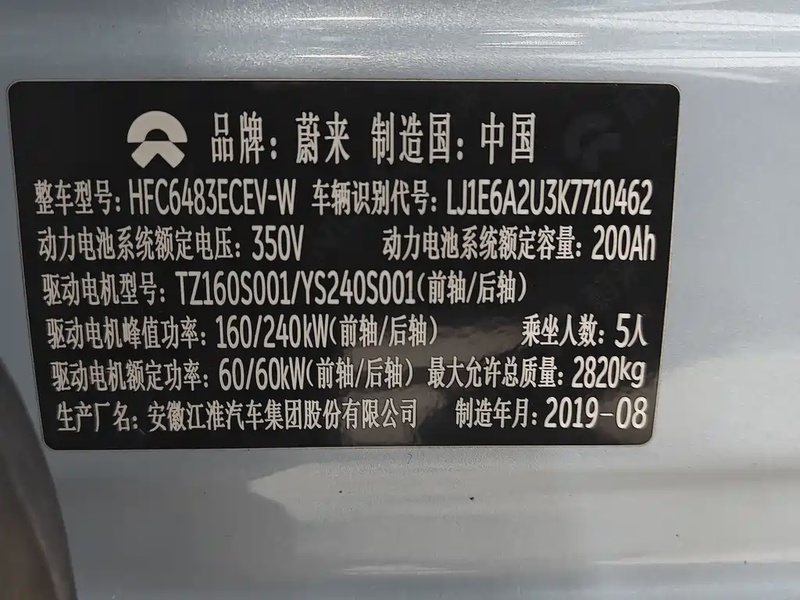 品牌：蔚来 制造国：中国
整车型号：HFC6483ECEV-W 车辆识别代号：LJ1E6A2U3K7710462
动力电池系统额定电压：350V 动力电池系统额定容量：200Ah
驱动电机型号：TZ160S001/YS240S001(前轴/后轴)
驱动电机峰值功率：160/240kW(前轴/后轴) 乘坐人数：5人
驱动电机额定功率：60/60kW(前轴/后轴) 最大允许总质量：2820kg
生产厂名：安徽江淮汽车集团股份有限公司 制造年月：2019-08